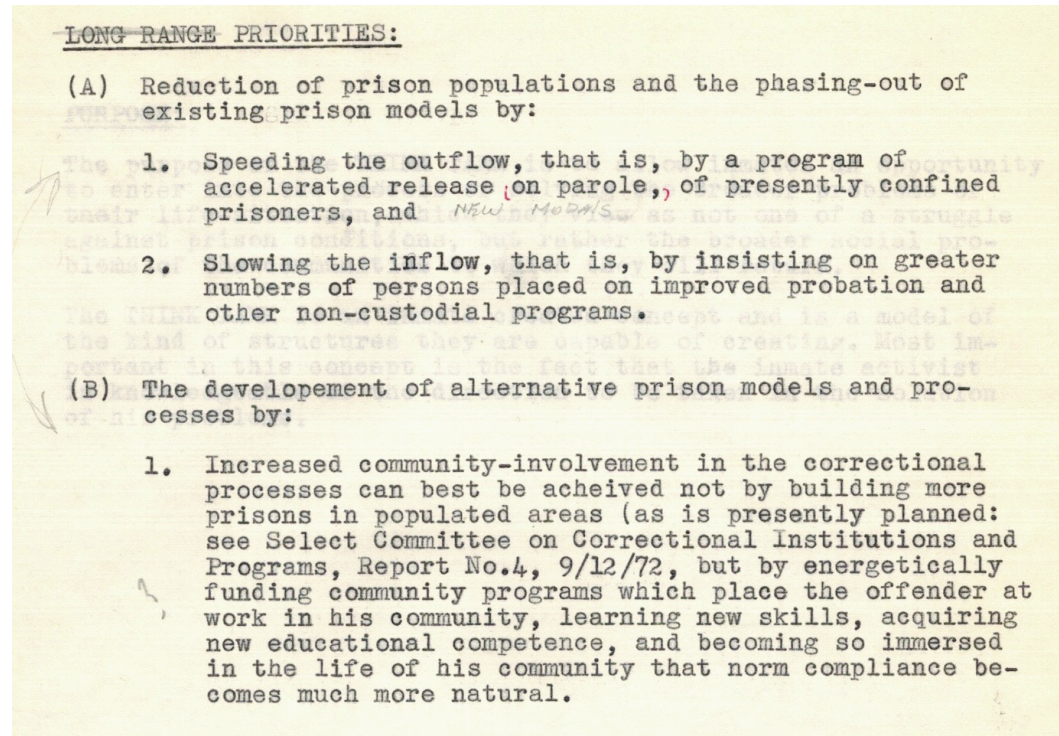 LONG RANGE PRIORITIES:
(A) Reduction of prison populations and the phasing-out of
existing prison models by:
1. Speeding the outflow, that is, by a program of
accelerated release (on parole,) of presently confined
prisoners, and NEW MORALS
2. Slowing the inflow, that is, by insisting on greater
numbers of persons placed on improved probation and
other non-custodial programs.
(B) The developement of alternative prison models and pro-
cesses by:
1. Increased community-involvement in the correctional
processes can best be acheived not by building more
prisons in populated areas (as is presently planned:
see Select Committee on Correctional Institutions and
Programs, Report No.4, 9/12/72, but by energetically
funding community programs which place the offender at
work in his community, learning new skills, acquiring
new educational competence, and becoming so immersed
in the life of his community that norm compliance be-
comes much more natural.